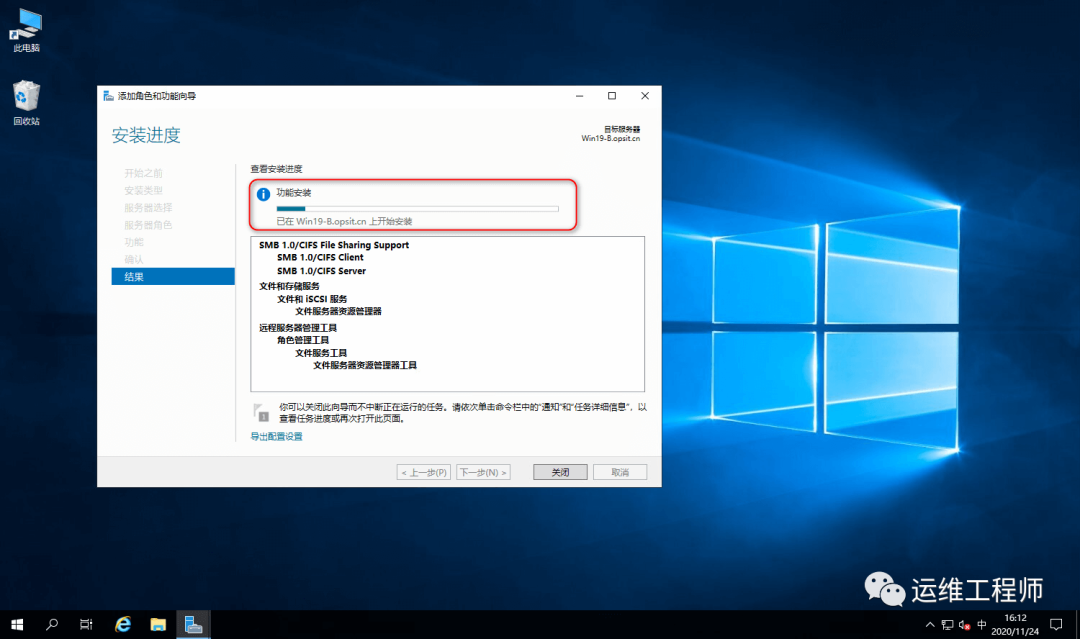 此电脑
回收站
添加角色和功能向导
安装进度
目标服务器
Win19-B.opsit.cn
开始之前
安装类型
服务器选择
服务器角色
功能
确认
结果
查看安装进度
功能安装
已在 Win19-B.opsit.cn 上开始安装
SMB 1.0/CIFS File Sharing Support
SMB 1.0/CIFS Client
SMB 1.0/CIFS Server
文件和存储服务
文件和 iSCSI 服务
文件服务器资源管理器
远程服务器管理工具
角色管理工具
文件服务工具
文件服务器资源管理器工具
你可以关闭此向导而不中断正在运行的任务。请依次单击命令栏中的"通知"和"任务详细信息"，以
查看任务进度或再次打开此页面。
导出配置设置
< 上一步(P)
下一步(N) >
关闭
取消
运维工程师
中
16:12
2020/11/24